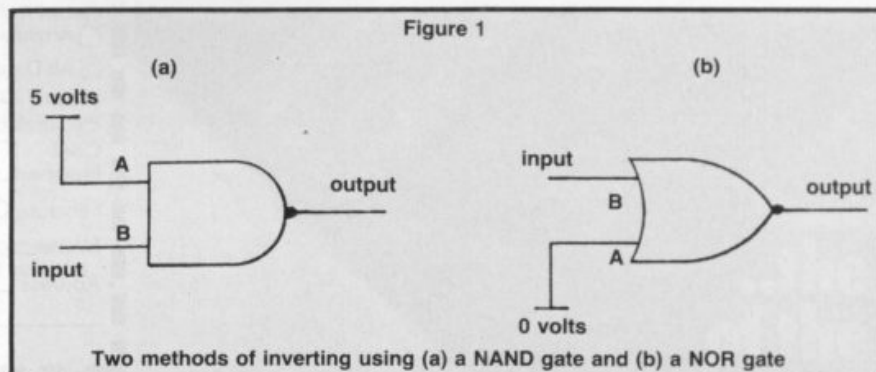 Figure 1
(a)
(b)
5 volts
A
B
input
output
input
B
A
output
0 volts
Two methods of inverting using (a) a NAND gate and (b) a NOR gate